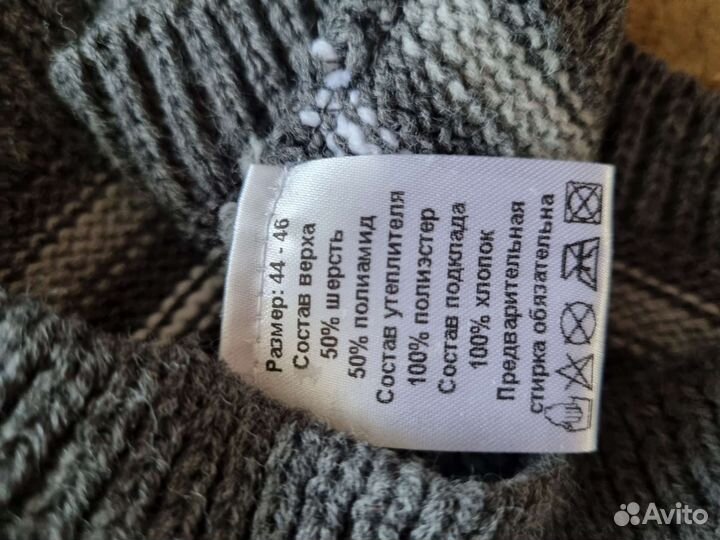 Размер: 44 - 46
Состав верха
50% шерсть
50% полиамид
Состав утеплителя
100% полиэстер
Состав подклада
100% хлопок
Предварительная
стирка обязательна
Avito